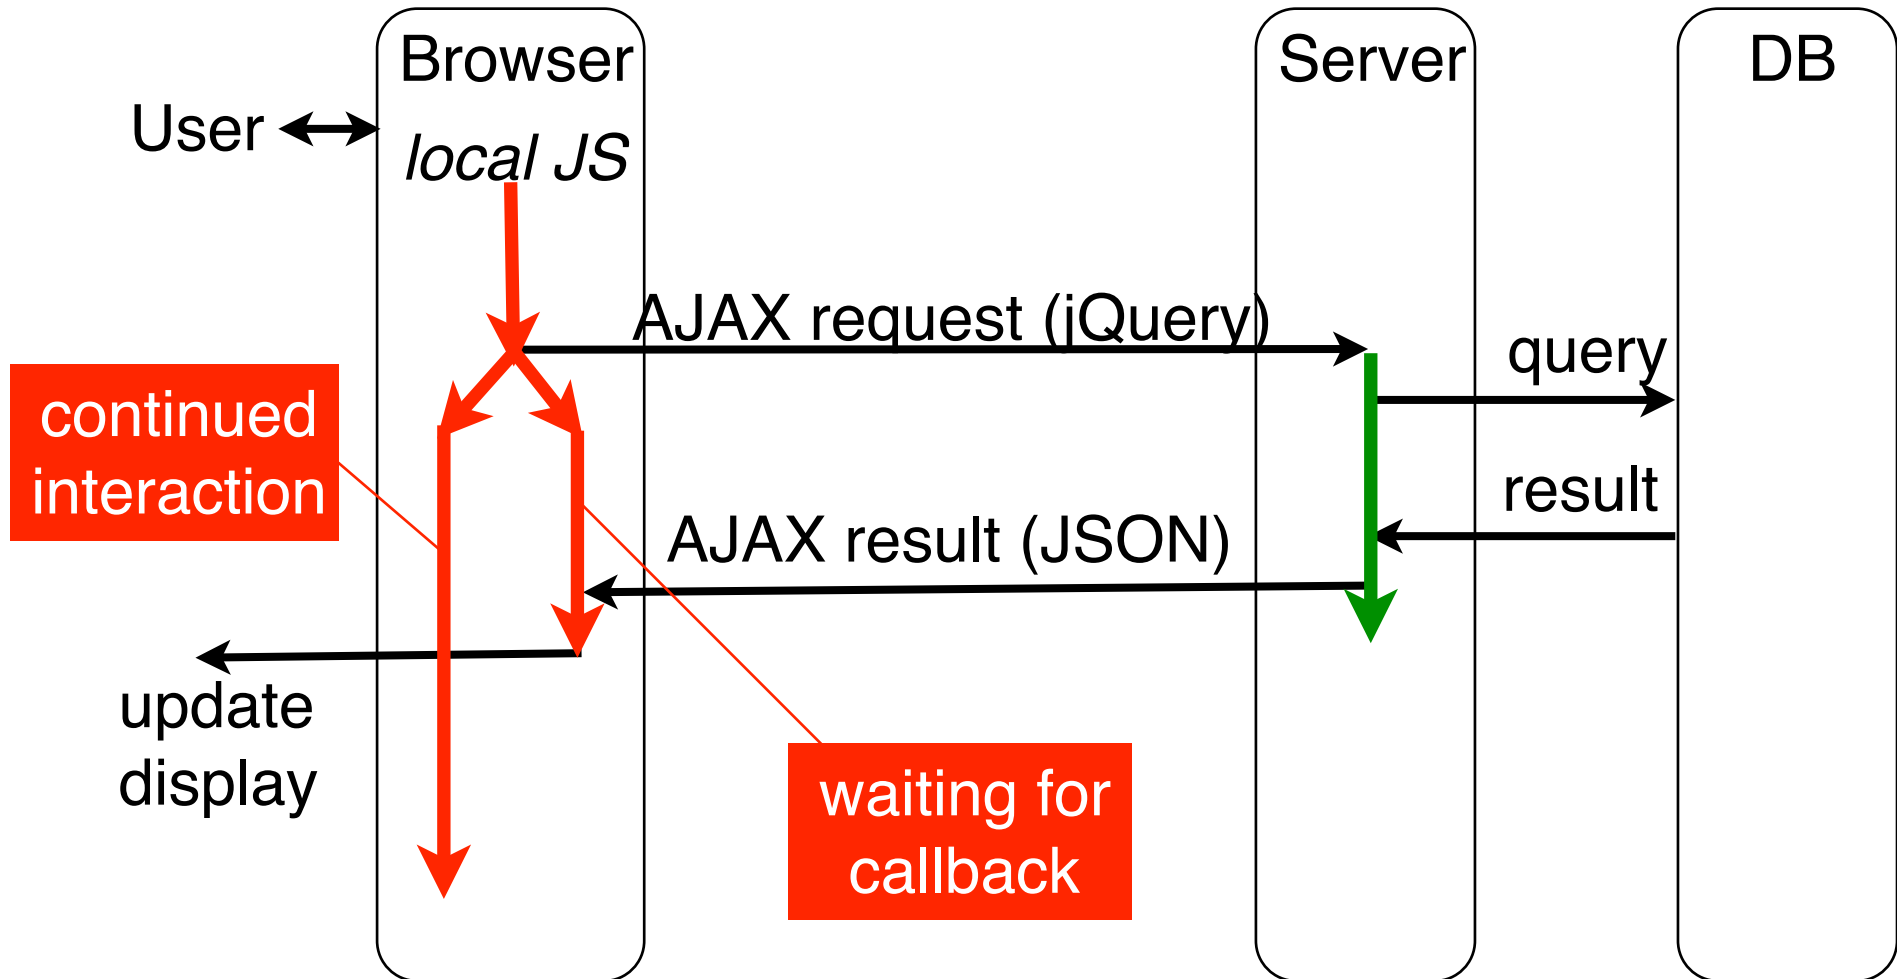 Browser
Server
DB
User
local JS
AJAX request (jQuery)
query
continued
interaction
result
AJAX result (JSON)
update
display
waiting for
callback